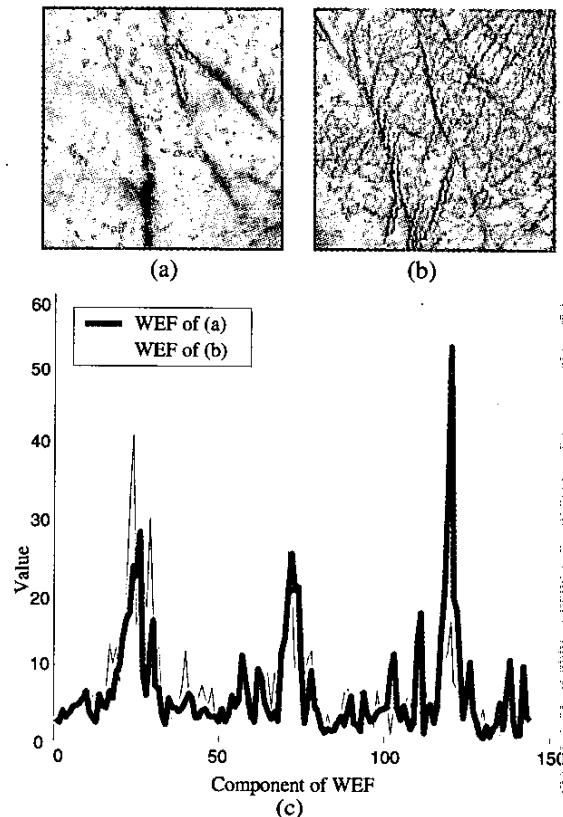 (a) (b)
60
50
40
30
20
10
0
Value
WEF of (a)
WEF of (b)
0 50 100 150
Component of WEF
(c)